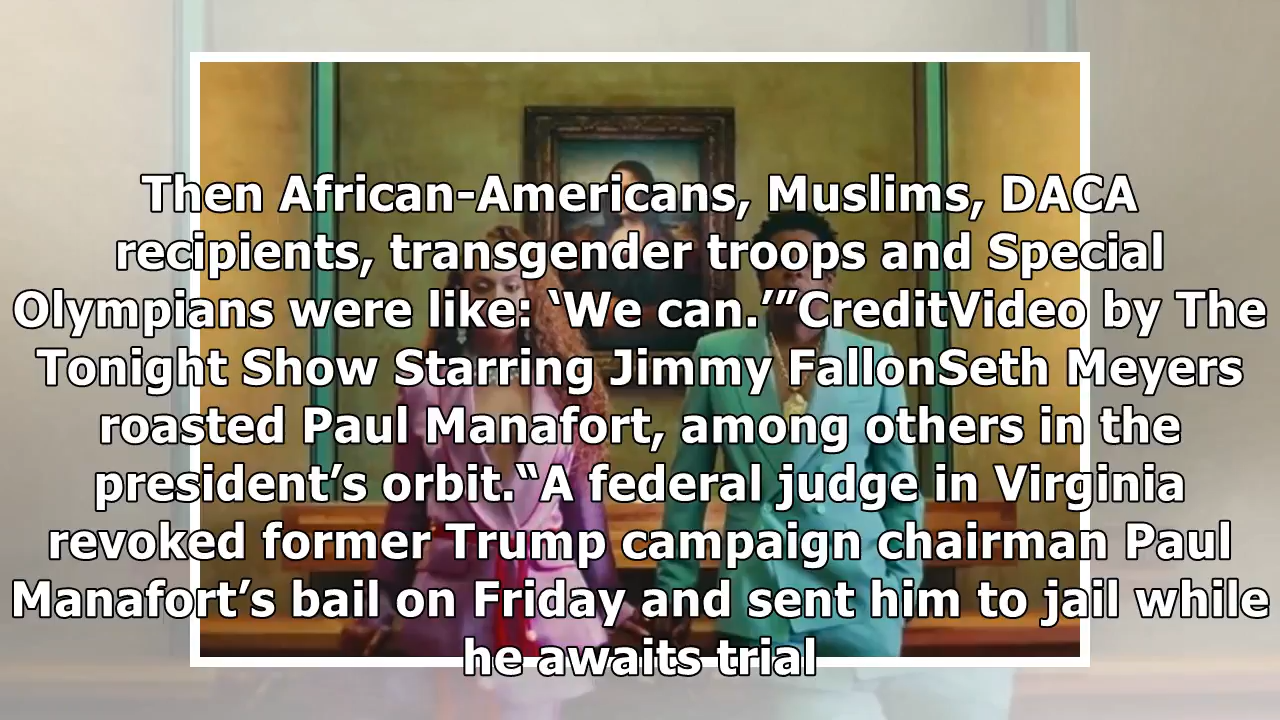 Then African-Americans, Muslims, DACA
recipients, transgender troops and Special
Olympians were like: ‘We can.’”CreditVideo by The
Tonight Show Starring Jimmy FallonSeth Meyers
roasted Paul Manafort, among others in the
president’s orbit.“A federal judge in Virginia
revoked former Trump campaign chairman Paul
Manafort’s bail on Friday and sent him to jail while
he awaits trial